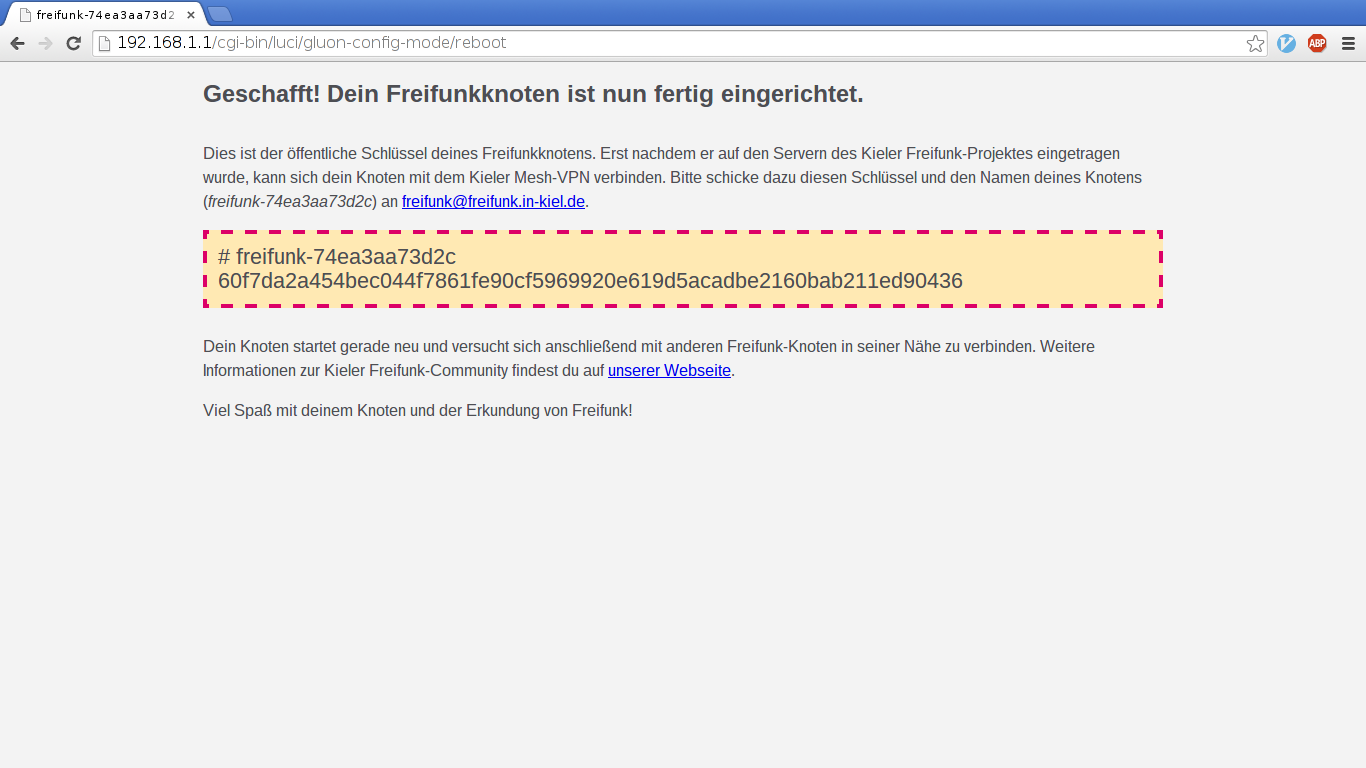 freifunk-74ea3aa73d2
192.168.1.1/cgi-bin/luci/gluon-config-mode/reboot
ABP
Geschafft! Dein Freifunkknoten ist nun fertig eingerichtet.
Dies ist der öffentliche Schlüssel deines Freifunkknotens. Erst nachdem er auf den Servern des Kieler Freifunk-Projektes eingetragen
wurde, kann sich dein Knoten mit dem Kieler Mesh-VPN verbinden. Bitte schicke dazu diesen Schlüssel und den Namen deines Knotens
(freifunk-74ea3aa73d2c) an freifunk@freifunk.in-kiel.de.
# freifunk-74ea3aa73d2c
60f7da2a454bec044f7861fe90cf5969920e619d5acadbe2160bab211ed90436
Dein Knoten startet gerade neu und versucht sich anschließend mit anderen Freifunk-Knoten in seiner Nähe zu verbinden. Weitere
Informationen zur Kieler Freifunk-Community findest du auf unserer Webseite.
Viel Spaß mit deinem Knoten und der Erkundung von Freifunk!